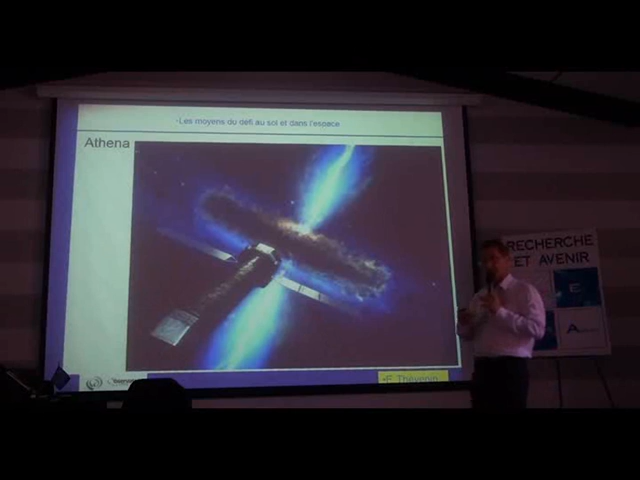 -Les moyens du défi au sol et dans l'espace
Athena
RECHERCHE
ET AVENIR
-F. Thévenin